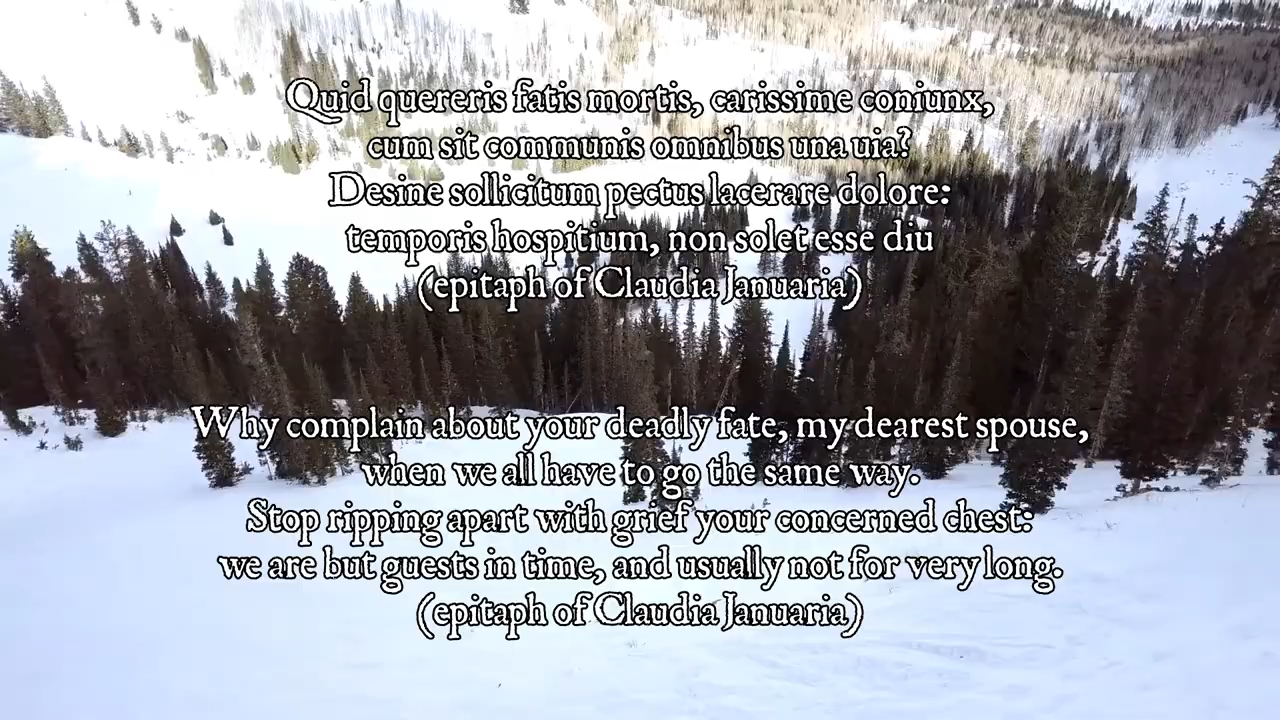 Quid quereris fatis mortis, carissime coniunx,
cum sit communis omnibus una uia?
Desine sollicitum pectus lacerare dolore:
temporis hospitium, non solet esse diu
(epitaph of Claudia Januaria)
Why complain about your deadly fate, my dearest spouse,
when we all have to go the same way.
Stop ripping apart with grief your concerned chest:
we are but guests in time, and usually not for very long.
(epitaph of Claudia Januaria)